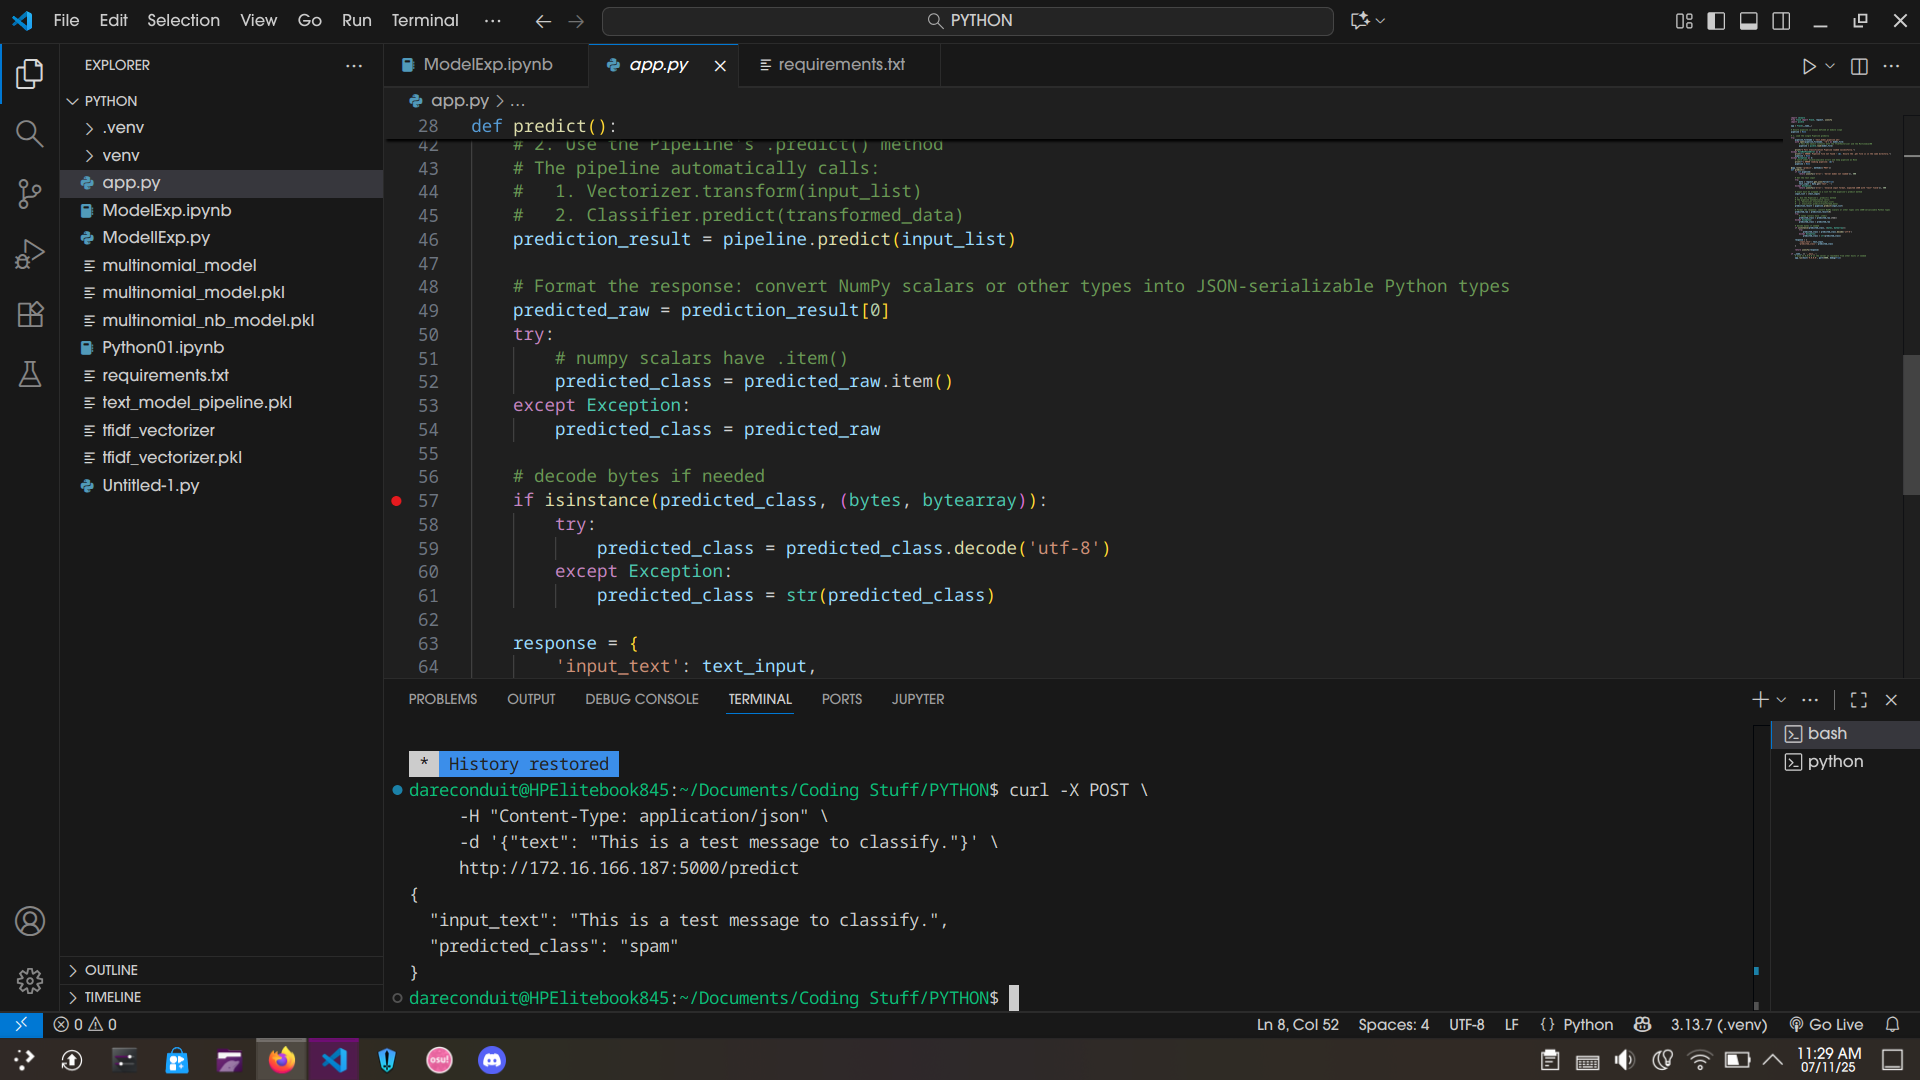 File Edit Selection View Go Run Terminal ...
PYTHON
EXPLORER
PYTHON
.venv
venv
app.py
ModelExp.ipynb
ModellExp.py
multinomial_model
multinomial_model.pkl
multinomial_nb_model.pkl
Python01.ipynb
requirements.txt
text_model_pipeline.pkl
tfidf_vectorizer
tfidf_vectorizer.pkl
Untitled-1.py
OUTLINE
TIMELINE
ModelExp.ipynb app.py requirements.txt
app.py > ...
28 def predict():
42 # 2. Use the Pipeline's .predict() method
43 # The pipeline automatically calls:
44 #   1. Vectorizer.transform(input_list)
45 #   2. Classifier.predict(transformed_data)
46 prediction_result = pipeline.predict(input_list)
47
48 # Format the response: convert NumPy scalars or other types into JSON-serializable Python types
49 predicted_raw = prediction_result[0]
50 try:
51 # numpy scalars have .item()
52 predicted_class = predicted_raw.item()
53 except Exception:
54 predicted_class = predicted_raw
55
56 # decode bytes if needed
57 if isinstance(predicted_class, (bytes, bytearray)):
58 try:
59 predicted_class = predicted_class.decode('utf-8')
60 except Exception:
61 predicted_class = str(predicted_class)
62
63 response = {
64 'input_text': text_input,
PROBLEMS OUTPUT DEBUG CONSOLE TERMINAL PORTS JUPYTER
bash
python
* History restored
dareconduit@HPElitebook845:~/Documents/Coding Stuff/PYTHON$ curl -X POST \
-H "Content-Type: application/json" \
-d '{"text": "This is a test message to classify."}' \
http://172.16.166.187:5000/predict
{
"input_text": "This is a test message to classify.",
"predicted_class": "spam"
}
dareconduit@HPElitebook845:~/Documents/Coding Stuff/PYTHON$
0 0 Ln 8, Col 52 Spaces: 4 UTF-8 LF {} Python 3.13.7 (.venv) Go Live
osu!
11:29 AM
07/11/25